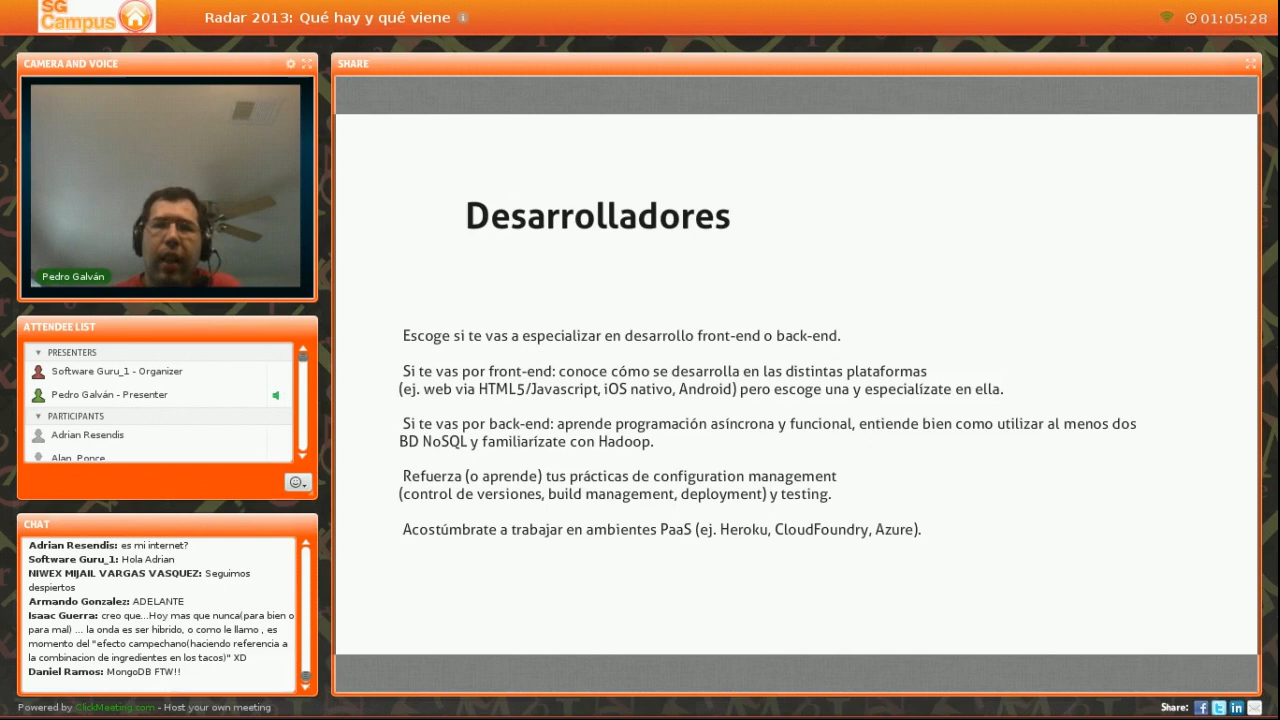 SG
Campus
Radar 2013: Qué hay y qué viene
01:05:28
CAMERA AND VOICE
Pedro Galván
ATTENDEE LIST
PRESENTERS
Software Guru_1 - Organizer
Pedro Galván - Presenter
PARTICIPANTS
Adrian Resendis
Alan Ponce
CHAT
Adrian Resendis: es mi internet?
Software Guru_1: Hola Adrian
NIWEX MIJAIL VARGAS VASQUEZ: Seguimos
despiertos
Armando Gonzalez: ADELANTE
Isaac Guerra: creo que...Hoy mas que nunca(para bien o
para mal) ... la onda es ser hibrido, o como le llamo , es
momento del "efecto campechano(haciendo referencia a
la combinacion de ingredientes en los tacos)" XD
Daniel Ramos: MongoDB FTW!!
SHARE
Desarrolladores
Escoge si te vas a especializar en desarrollo front-end o back-end.
Si te vas por front-end: conoce cómo se desarrolla en las distintas plataformas
(ej. web via HTML5/Javascript, iOS nativo, Android) pero escoge una y especialízate en ella.
Si te vas por back-end: aprende programación asíncrona y funcional, entiende bien como utilizar al menos dos
BD NoSQL y familiarízate con Hadoop.
Refuerza (o aprende) tus prácticas de configuration management
(control de versiones, build management, deployment) y testing.
Acostúmbrate a trabajar en ambientes PaaS (ej. Heroku, CloudFoundry, Azure).
Powered by ClickMeeting.com - Host your own meeting
Share: